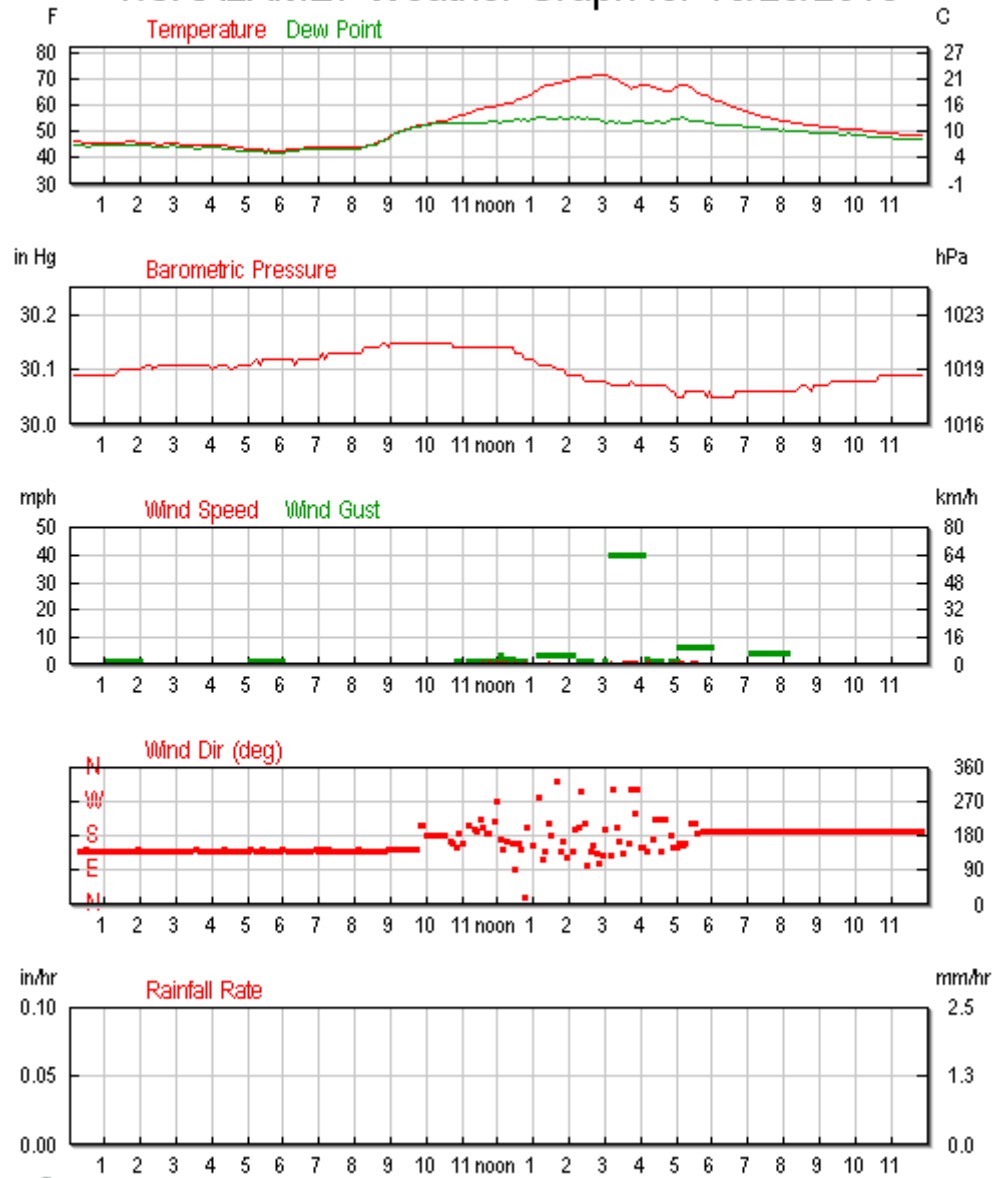 Weather Graph for
F Temperature Dew Point C
80 27
70 21
60 16
50 10
40 4
30 -1
1 2 3 4 5 6 7 8 9 10 11 noon 1 2 3 4 5 6 7 8 9 10 11
in Hg Barometric Pressure hPa
30.2 1023
30.1 1019
30.0 1016
1 2 3 4 5 6 7 8 9 10 11 noon 1 2 3 4 5 6 7 8 9 10 11
mph Wind Speed Wind Gust km/h
50 80
40 64
30 48
20 32
10 16
0 0
1 2 3 4 5 6 7 8 9 10 11 noon 1 2 3 4 5 6 7 8 9 10 11
Wind Dir (deg)
N 360
W 270
S 180
E 90
N 0
1 2 3 4 5 6 7 8 9 10 11 noon 1 2 3 4 5 6 7 8 9 10 11
in/hr Rainfall Rate mm/hr
0.10 2.5
0.05 1.3
0.00 0.0
1 2 3 4 5 6 7 8 9 10 11 noon 1 2 3 4 5 6 7 8 9 10 11